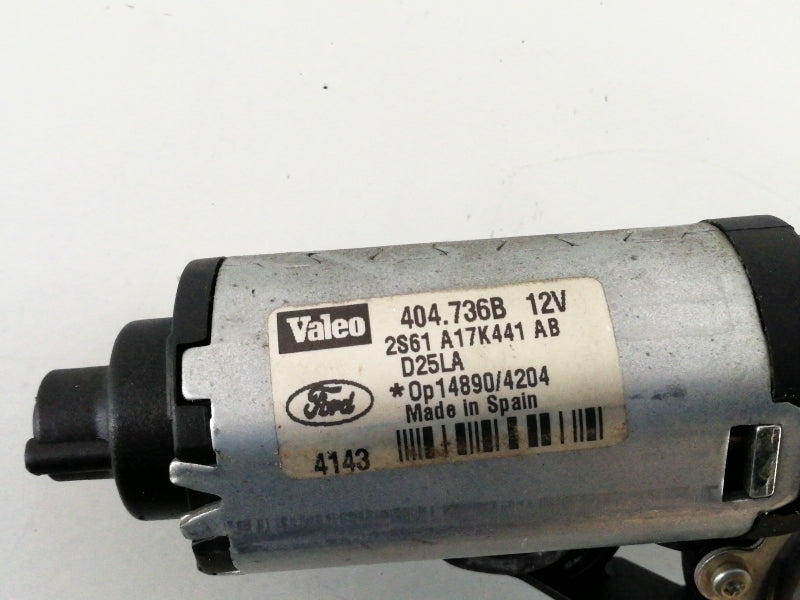 Valeo 404.736B 12V
2S61 A17K441 AB
D25LA
Ford *Op14890/4204
Made in Spain
4143